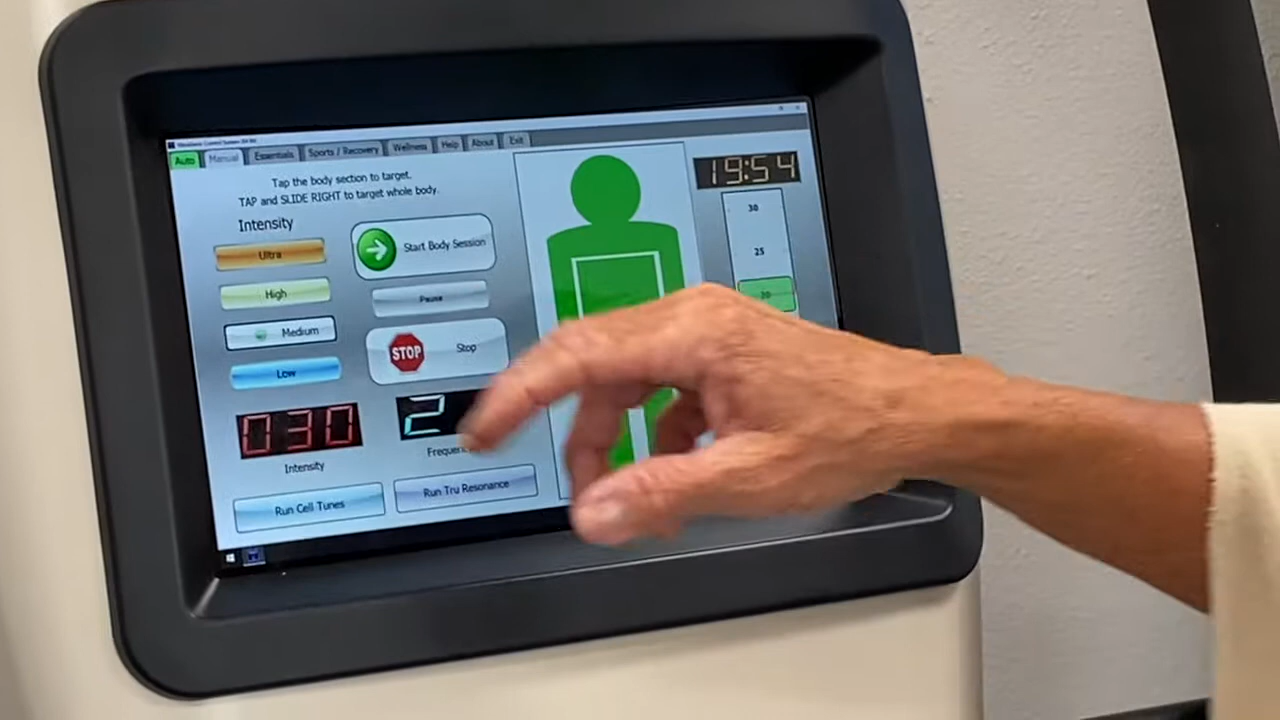 Auto Manual Essentials Sports / Recovery Wellness Help About Exit
Tap the body section to target.
TAP and SLIDE RIGHT to target whole body.
19:54
Intensity
Ultra
Start Body Session
30
High
Pause
25
Medium
Stop
STOP
20
Low
030
2
Intensity
Run Cell Tunes
Run Tru Resonance